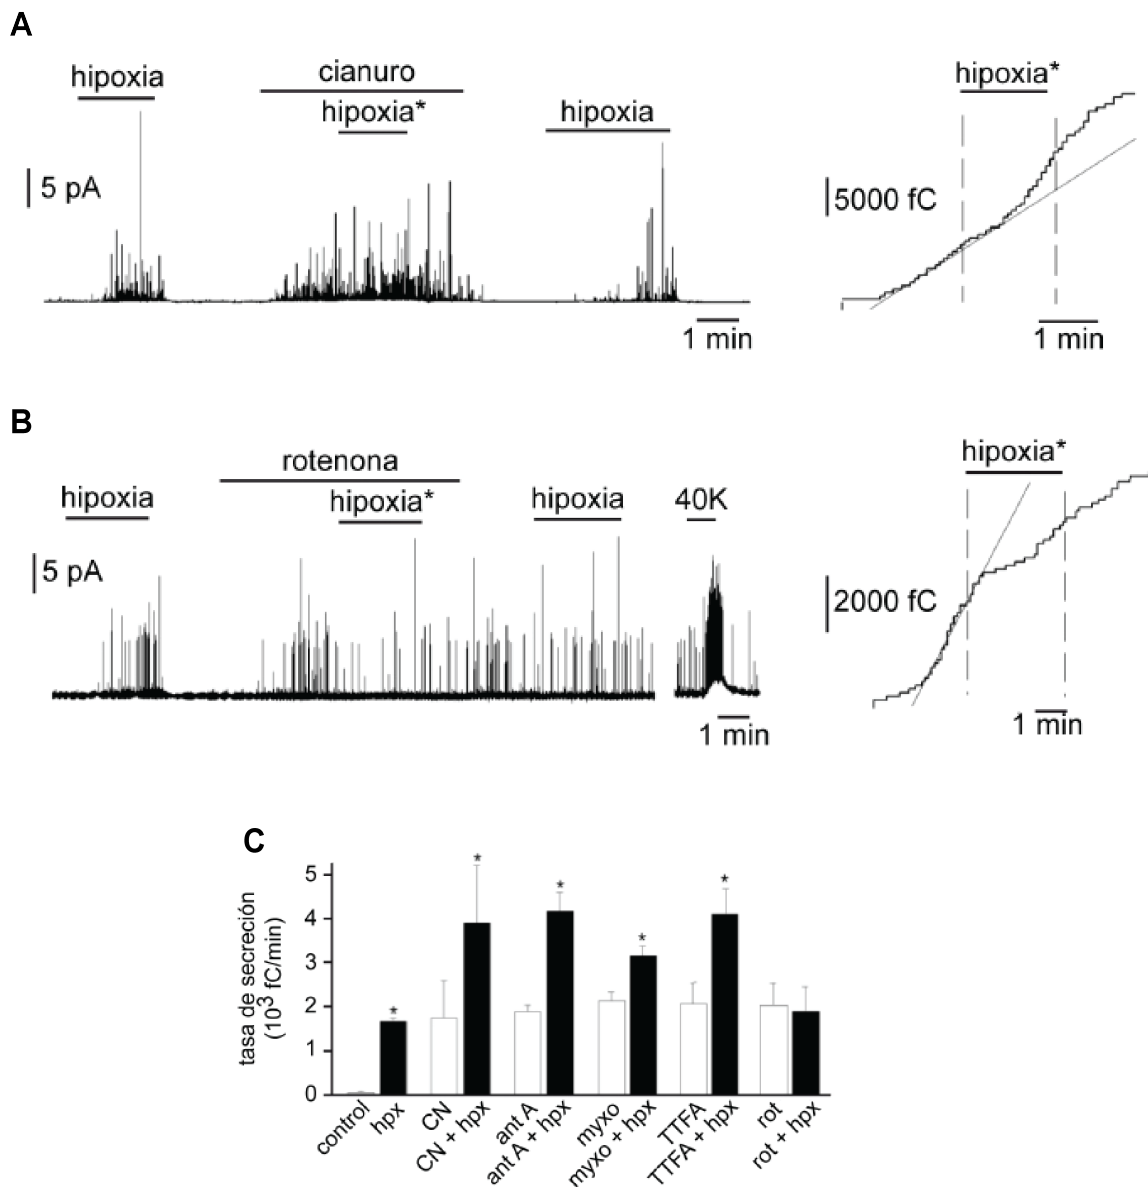 A
hipoxia
cianuro
hipoxia*
hipoxia
5 pA
1 min
hipoxia*
5000 fC
1 min
B
hipoxia
rotenona
hipoxia*
hipoxia
40K
5 pA
1 min
hipoxia*
2000 fC
1 min
C
tasa de secreción
(10³ fC/min)
5
4
3
2
1
0
*
*
*
*
*
control
hpx
CN
CN + hpx
ant A
ant A + hpx
myxo
myxo + hpx
TTFA
TTFA + hpx
rot
rot + hpx